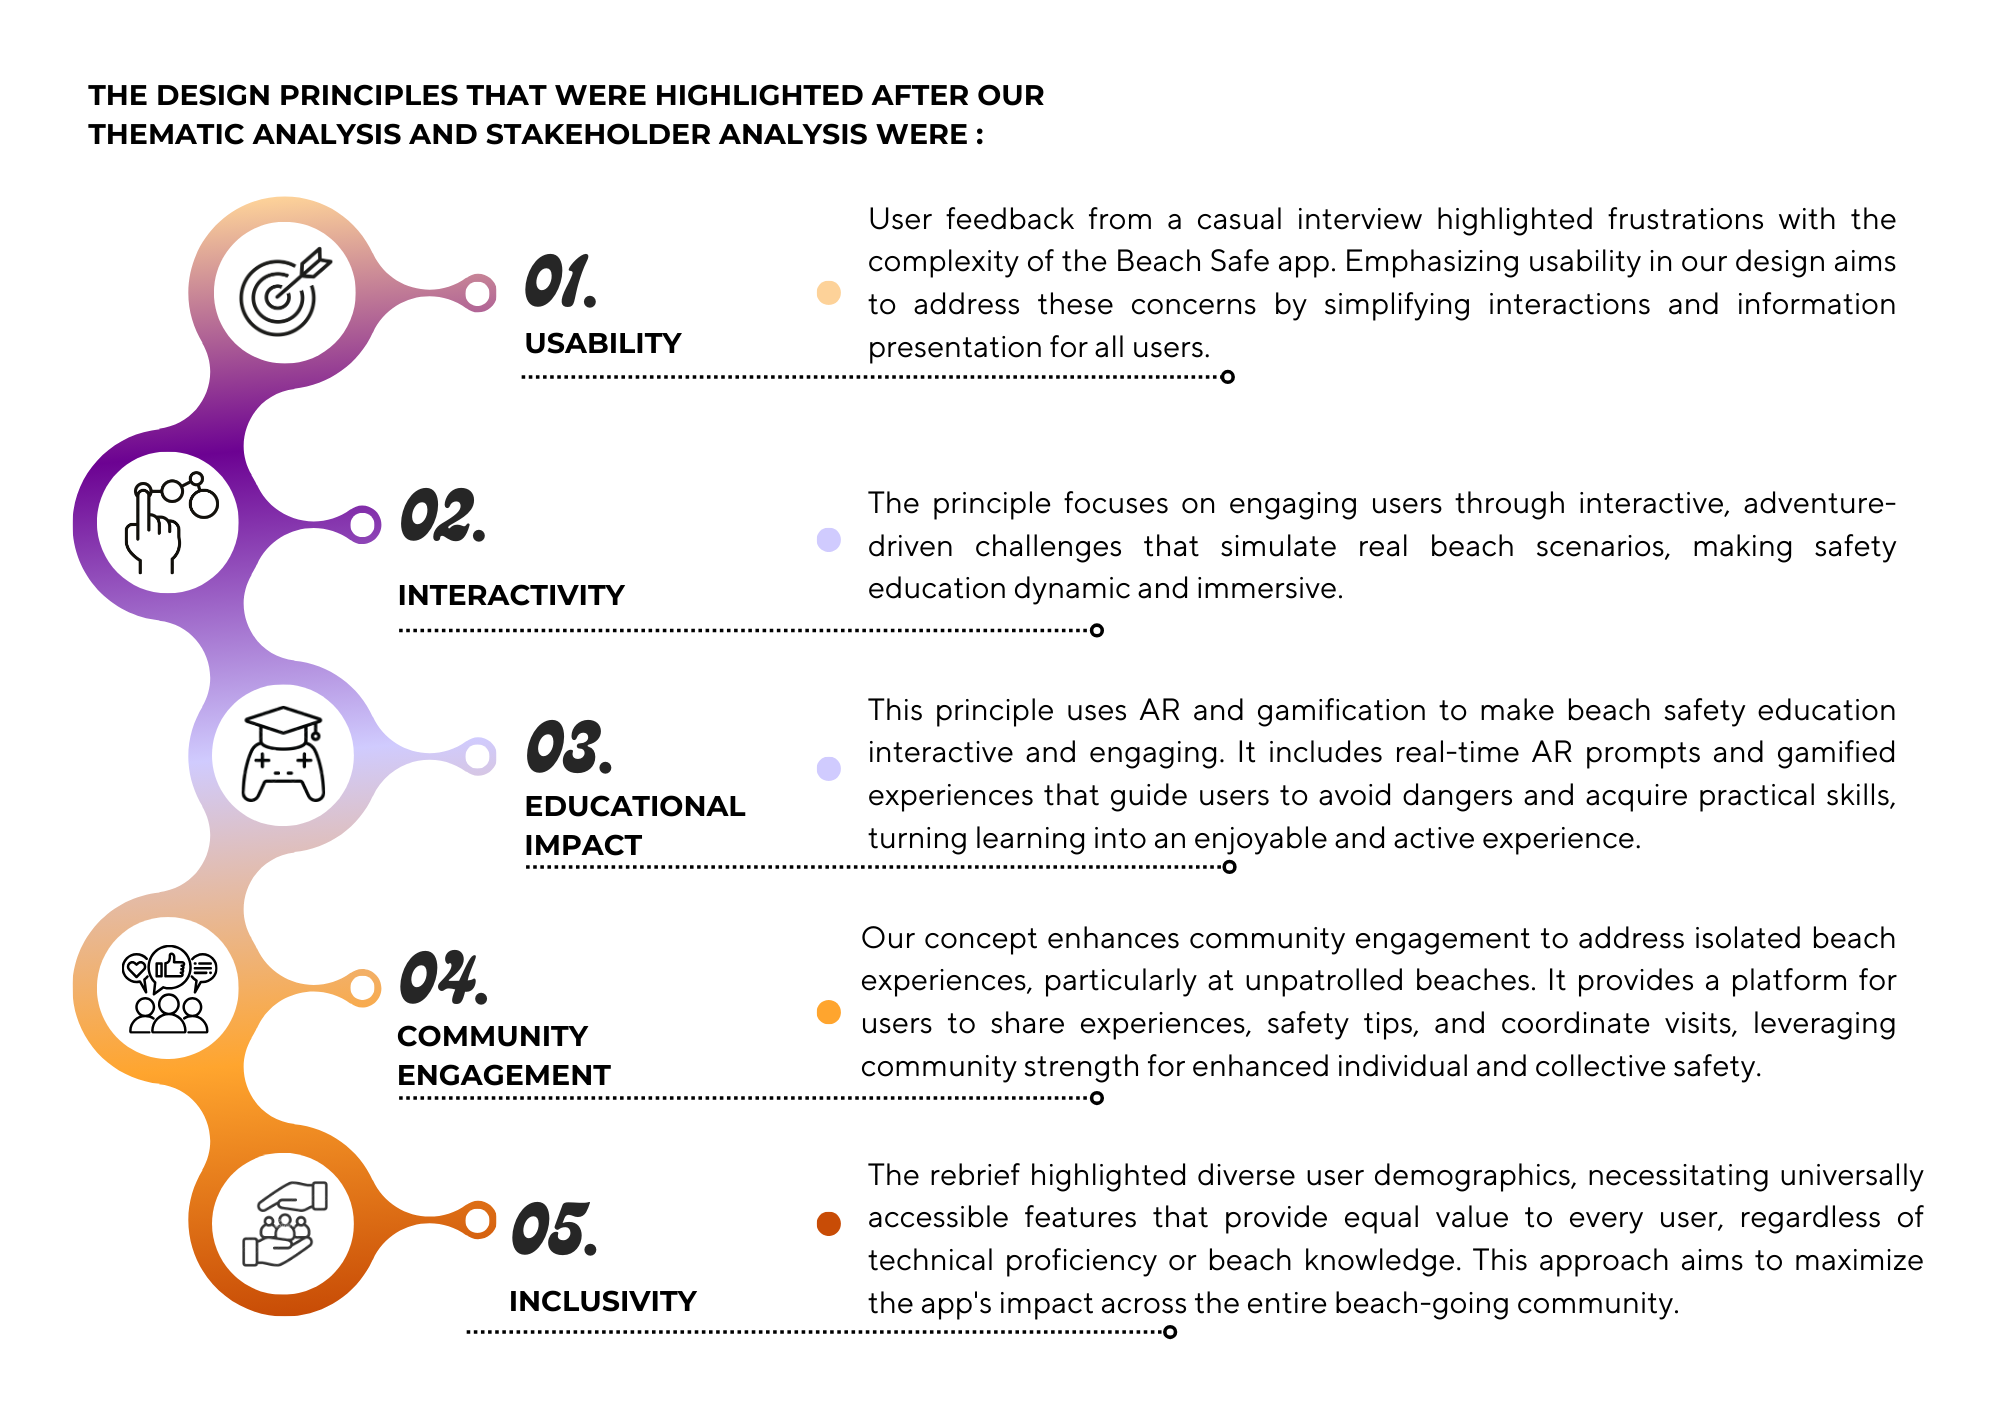 THE DESIGN PRINCIPLES THAT WERE HIGHLIGHTED AFTER OUR
THEMATIC ANALYSIS AND STAKEHOLDER ANALYSIS WERE :
01.
USABILITY
User feedback from a casual interview highlighted frustrations with the
complexity of the Beach Safe app. Emphasizing usability in our design aims
to address these concerns by simplifying interactions and information
presentation for all users.
02.
INTERACTIVITY
The principle focuses on engaging users through interactive, adventure-
driven challenges that simulate real beach scenarios, making safety
education dynamic and immersive.
03.
EDUCATIONAL
IMPACT
This principle uses AR and gamification to make beach safety education
interactive and engaging. It includes real-time AR prompts and gamified
experiences that guide users to avoid dangers and acquire practical skills,
turning learning into an enjoyable and active experience.
04.
COMMUNITY
ENGAGEMENT
Our concept enhances community engagement to address isolated beach
experiences, particularly at unpatrolled beaches. It provides a platform for
users to share experiences, safety tips, and coordinate visits, leveraging
community strength for enhanced individual and collective safety.
05.
INCLUSIVITY
The rebrief highlighted diverse user demographics, necessitating universally
accessible features that provide equal value to every user, regardless of
technical proficiency or beach knowledge. This approach aims to maximize
the app's impact across the entire beach-going community.